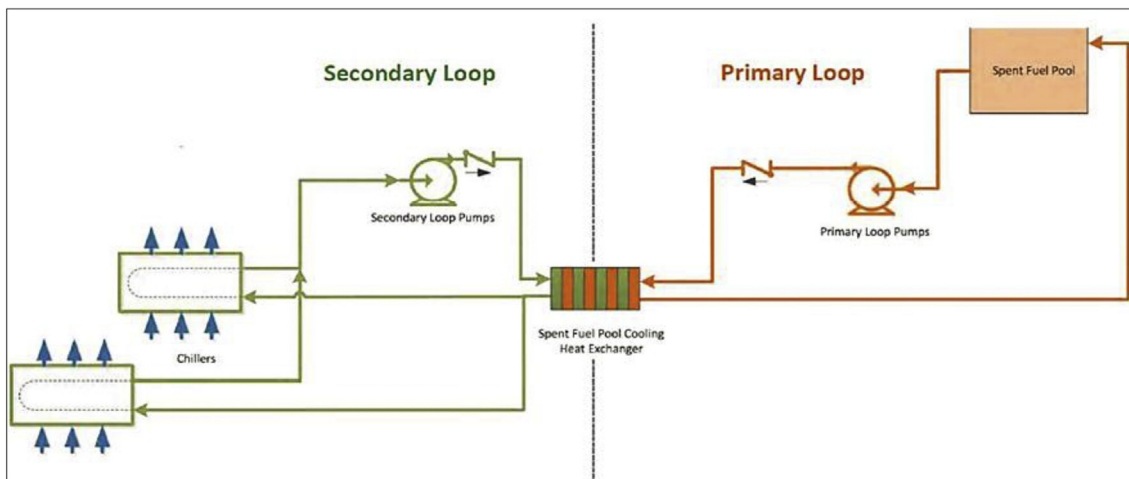 Secondary Loop
Primary Loop
Spent Fuel Pool
Secondary Loop Pumps
Primary Loop Pumps
Spent Fuel Pool Cooling
Heat Exchanger
Chillers